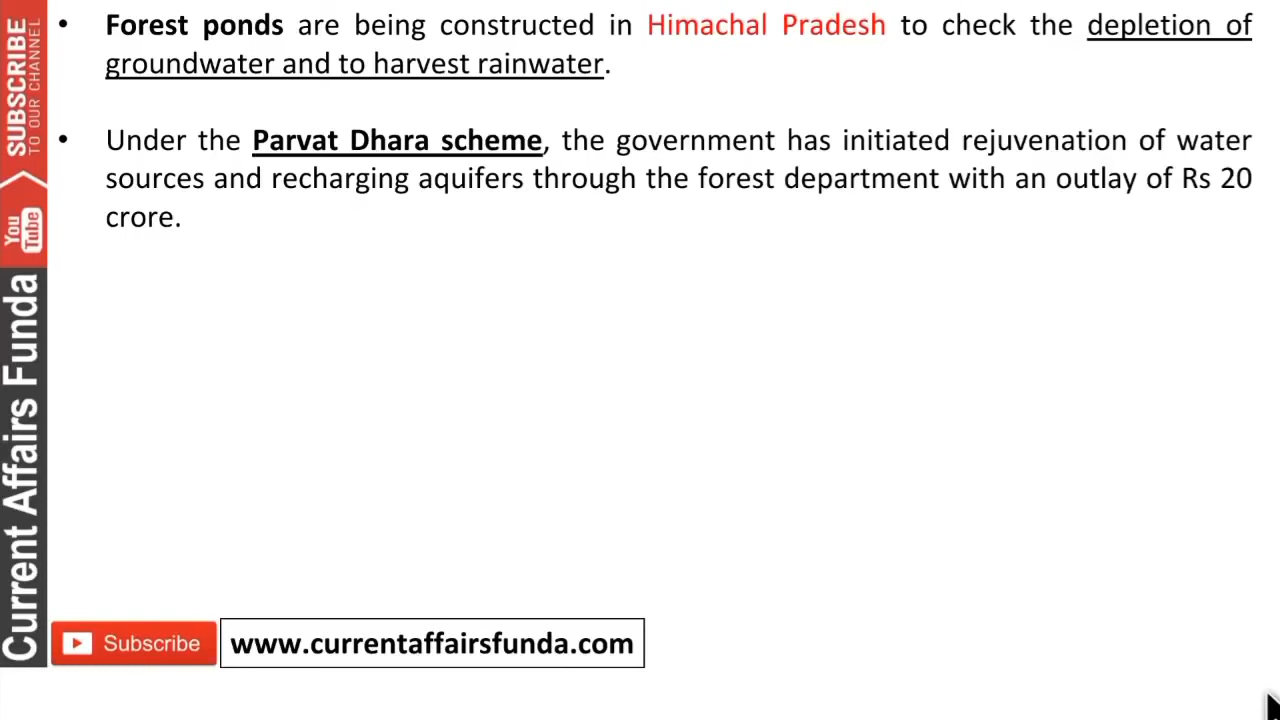 • Forest ponds are being constructed in Himachal Pradesh to check the depletion of
groundwater and to harvest rainwater.
• Under the Parvat Dhara scheme, the government has initiated rejuvenation of water
sources and recharging aquifers through the forest department with an outlay of Rs 20
crore.
SUBSCRIBE
TO OUR CHANNEL
You
Tube
Current Affairs Funda
Subscribe
www.currentaffairsfunda.com